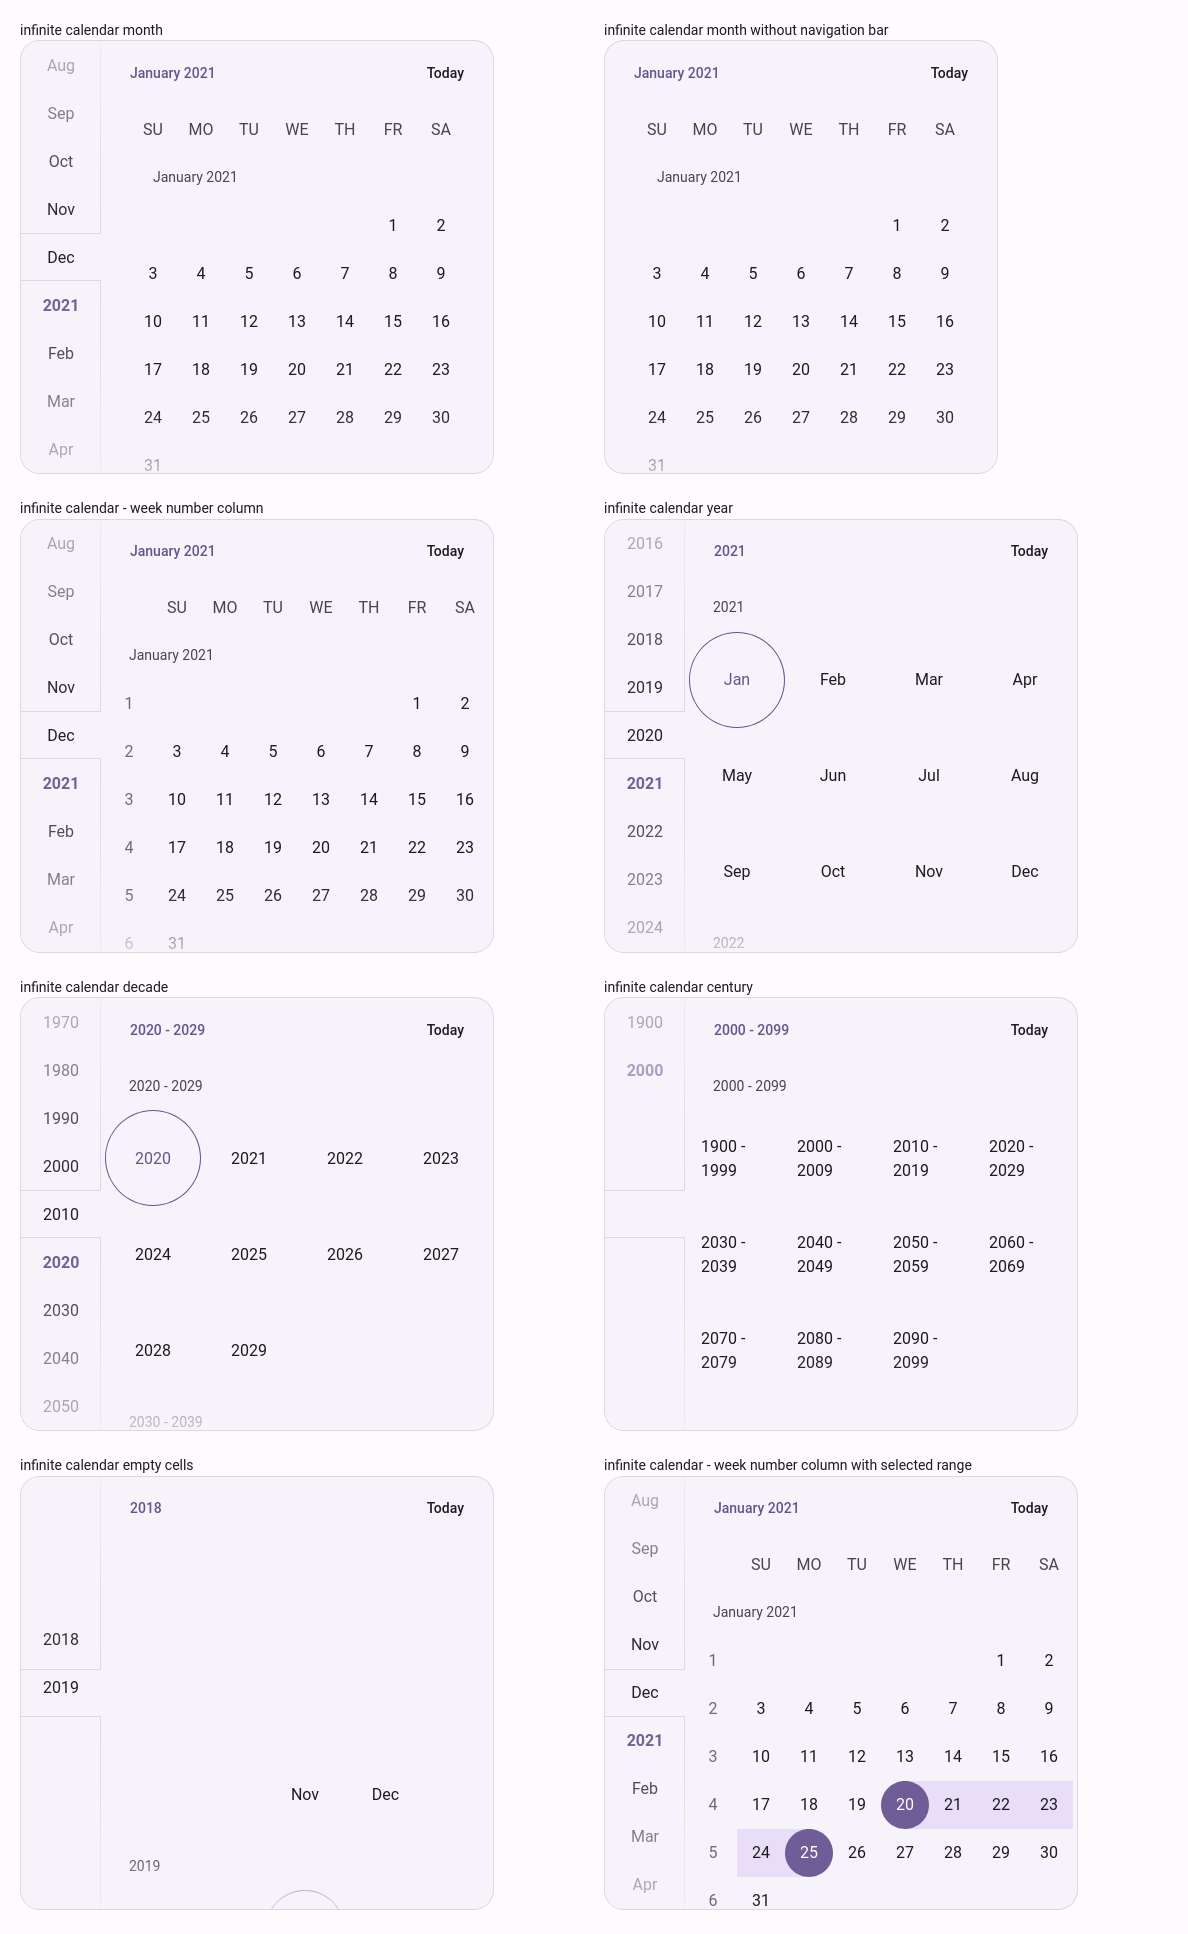 infinite calendar month
Aug
Sep
Oct
Nov
Dec
2021
Feb
Mar
Apr
January 2021 Today
SU MO TU WE TH FR SA
January 2021
1 2
3 4 5 6 7 8 9
10 11 12 13 14 15 16
17 18 19 20 21 22 23
24 25 26 27 28 29 30
31
infinite calendar month without navigation bar
January 2021 Today
SU MO TU WE TH FR SA
January 2021
1 2
3 4 5 6 7 8 9
10 11 12 13 14 15 16
17 18 19 20 21 22 23
24 25 26 27 28 29 30
31
infinite calendar - week number column
Aug
Sep
Oct
Nov
Dec
2021
Feb
Mar
Apr
January 2021 Today
SU MO TU WE TH FR SA
January 2021
1 1 2
2 3 4 5 6 7 8 9
3 10 11 12 13 14 15 16
4 17 18 19 20 21 22 23
5 24 25 26 27 28 29 30
6 31
infinite calendar year
2016
2017
2018
2019
2020
2021
2022
2023
2024
2021 Today
2021
Jan Feb Mar Apr
May Jun Jul Aug
Sep Oct Nov Dec
2022
infinite calendar decade
1970
1980
1990
2000
2010
2020
2030
2040
2050
2020 - 2029 Today
2020 - 2029
2020 2021 2022 2023
2024 2025 2026 2027
2028 2029
2030 - 2039
infinite calendar century
1900
2000
2000 - 2099 Today
2000 - 2099
1900 - 2000 - 2010 - 2020 -
1999 2009 2019 2029
2030 - 2040 - 2050 - 2060 -
2039 2049 2059 2069
2070 - 2080 - 2090 -
2079 2089 2099
infinite calendar empty cells
2018
2019
2018 Today
Nov Dec
2019
infinite calendar - week number column with selected range
Aug
Sep
Oct
Nov
Dec
2021
Feb
Mar
Apr
January 2021 Today
SU MO TU WE TH FR SA
January 2021
1 1 2
2 3 4 5 6 7 8 9
3 10 11 12 13 14 15 16
4 17 18 19 20 21 22 23
5 24 25 26 27 28 29 30
6 31